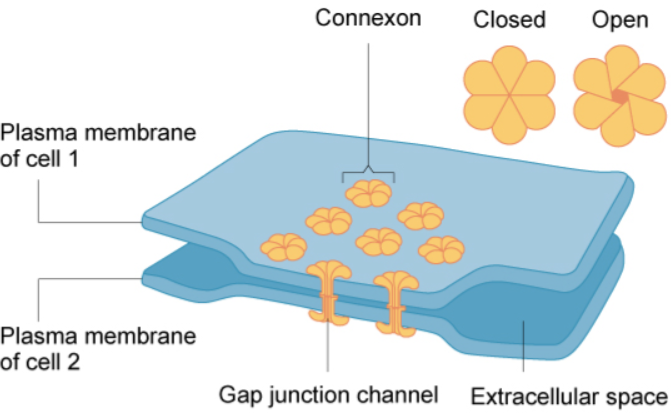 Connexon
Closed
Open
Plasma membrane
of cell 1
Plasma membrane
of cell 2
Gap junction channel
Extracellular space